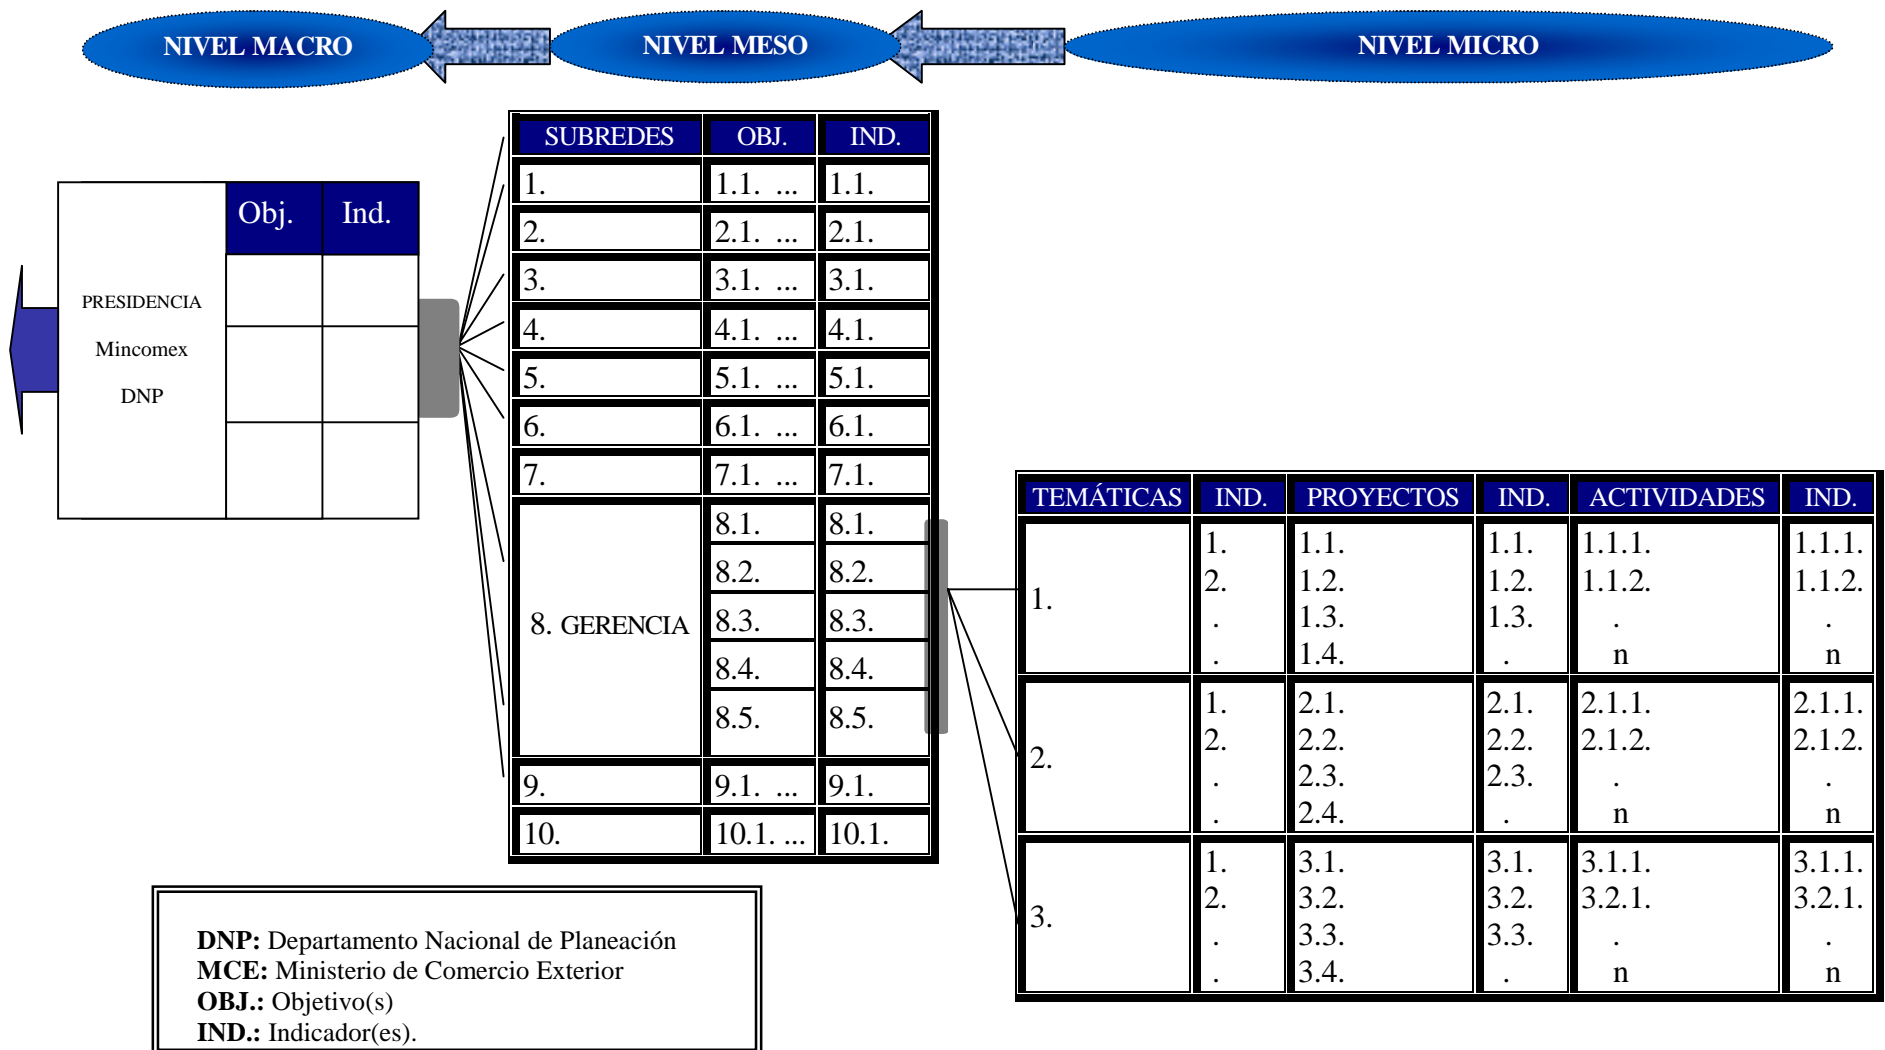 NIVEL MACRO NIVEL MESO NIVEL MICRO
Obj. Ind.
PRESIDENCIA
Mincomex
DNP
SUBREDES OBJ. IND.
1. 1.1. ... 1.1.
2. 2.1. ... 2.1.
3. 3.1. ... 3.1.
4. 4.1. ... 4.1.
5. 5.1. ... 5.1.
6. 6.1. ... 6.1.
7. 7.1. ... 7.1.
8. GERENCIA
8.1. 8.1.
8.2. 8.2.
8.3. 8.3.
8.4. 8.4.
8.5. 8.5.
9. 9.1. ... 9.1.
10. 10.1. ... 10.1.
TEMÁTICAS IND. PROYECTOS IND. ACTIVIDADES IND.
1.
1. 1.1. 1.1. 1.1.1. 1.1.1.
2. 1.2. 1.2. 1.1.2. 1.1.2.
. 1.3. 1.3. . .
. 1.4. . n n
2.
1. 2.1. 2.1. 2.1.1. 2.1.1.
2. 2.2. 2.2. 2.1.2. 2.1.2.
. 2.3. 2.3. . .
. 2.4. . n n
3.
1. 3.1. 3.1. 3.1.1. 3.1.1.
2. 3.2. 3.2. 3.2.1. 3.2.1.
. 3.3. 3.3. . .
. 3.4. . n n
DNP: Departamento Nacional de Planeación
MCE: Ministerio de Comercio Exterior
OBJ.: Objetivo(s)
IND.: Indicador(es).